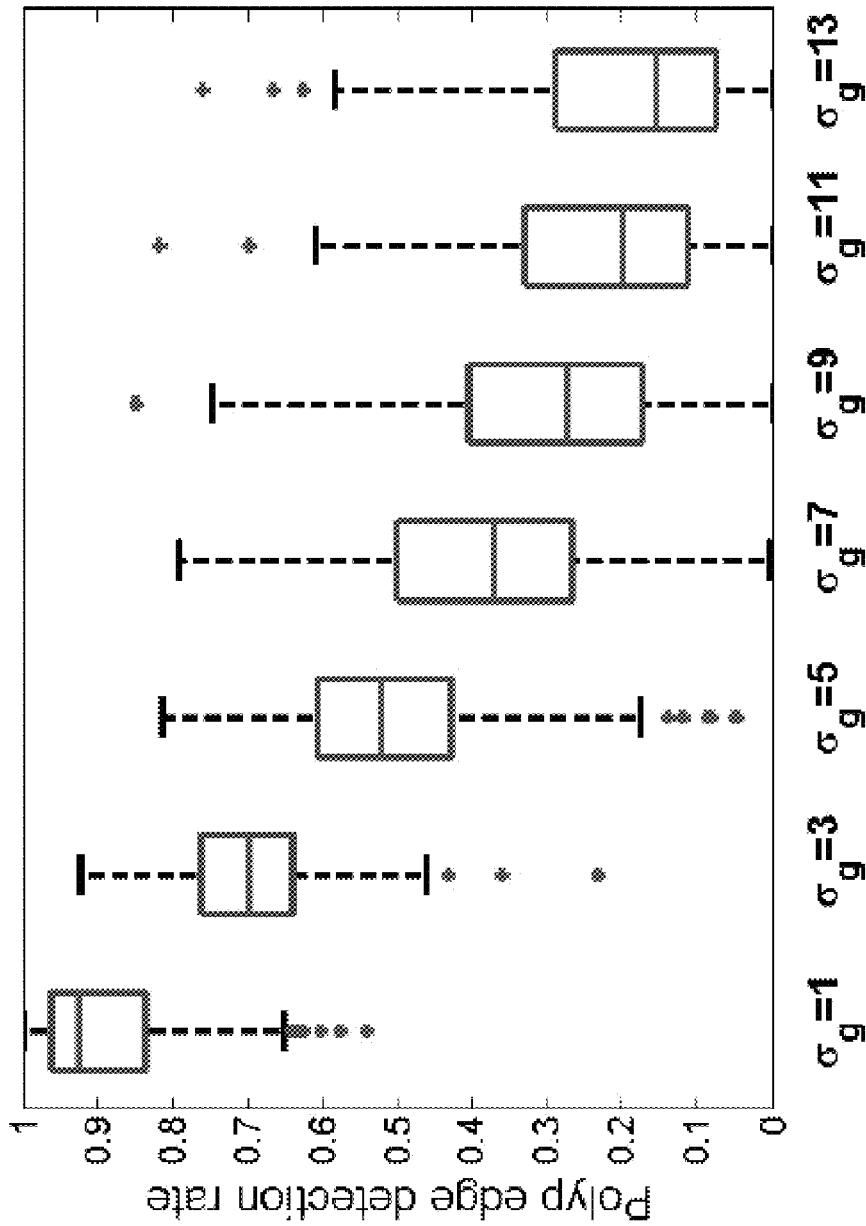 Polyp edge detection rate
1
0.9
0.8
0.7
0.6
0.5
0.4
0.3
0.2
0.1
0
σg=1
σg=3
σg=5
σg=7
σg=9
σg=11
σg=13